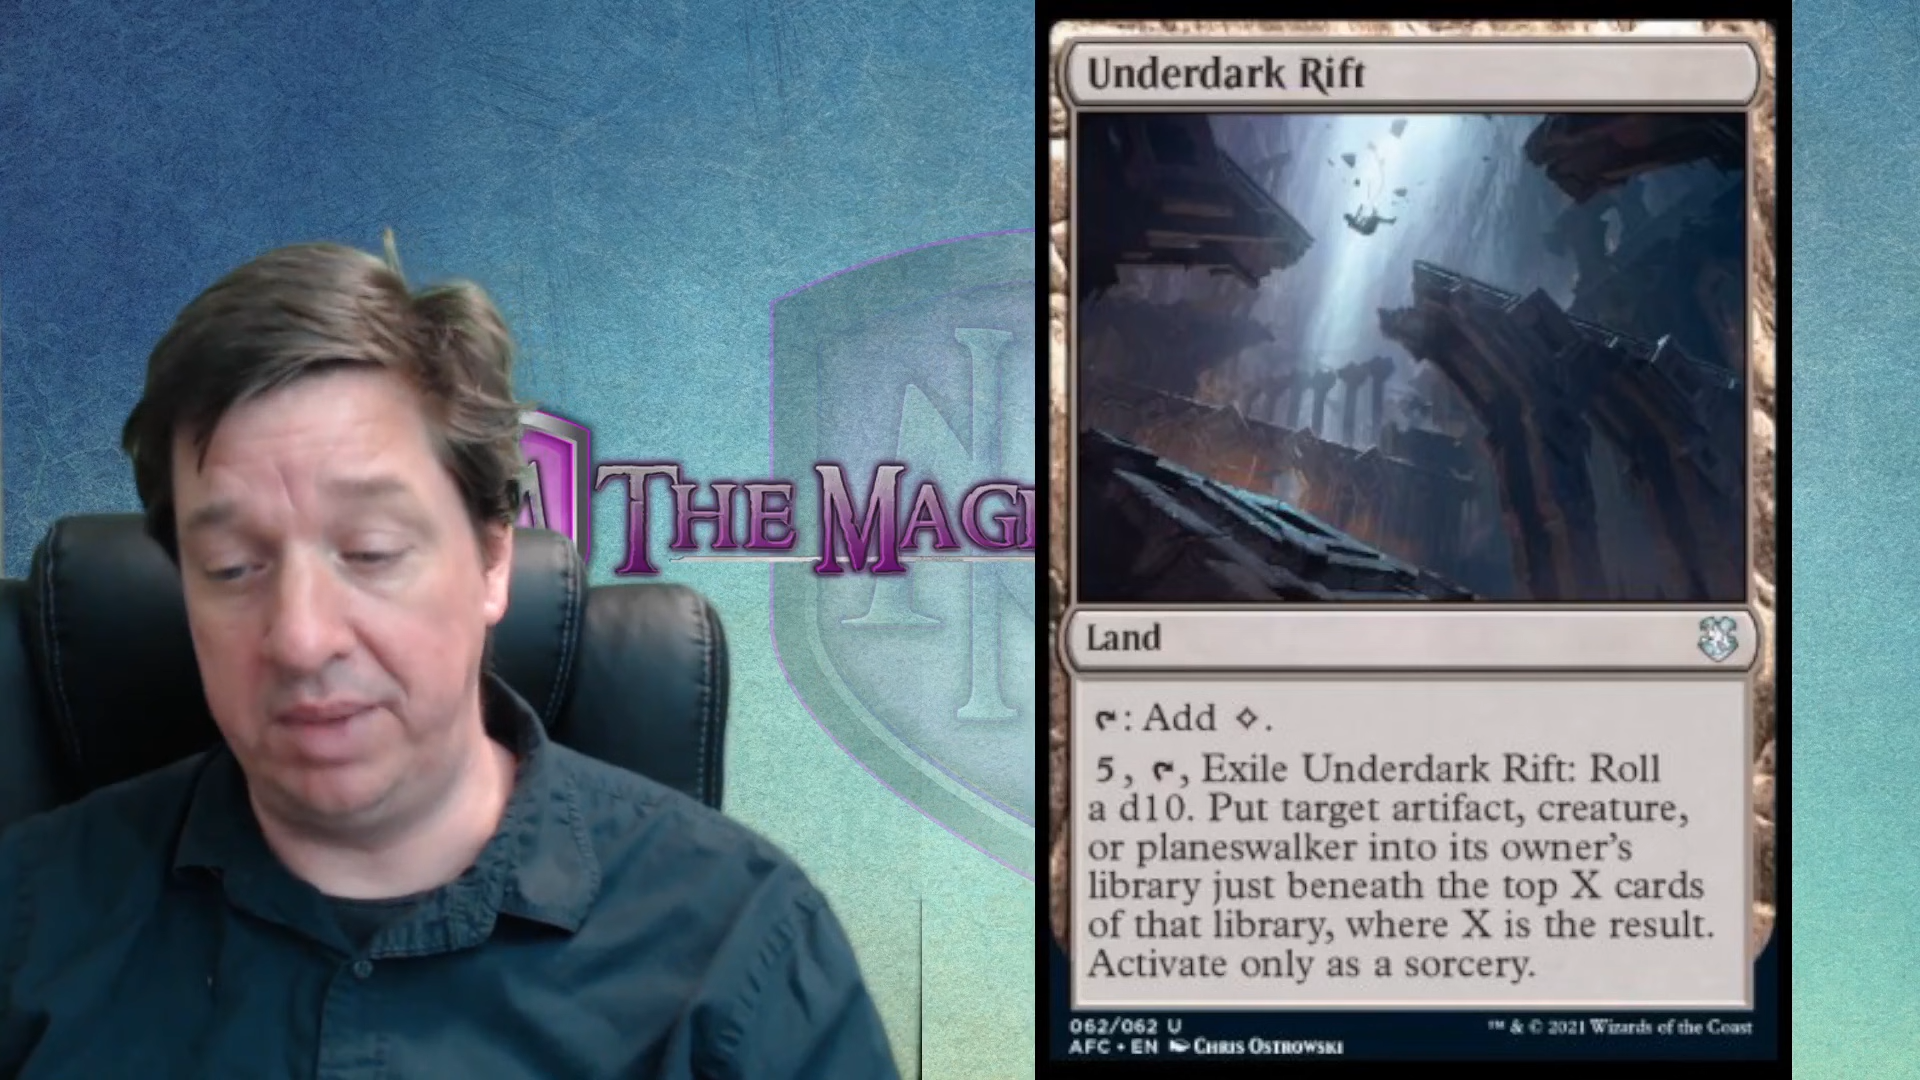 Underdark Rift
THE MAGI
Land
: Add .
5, , Exile Underdark Rift: Roll
a d10. Put target artifact, creature,
or planeswalker into its owner's
library just beneath the top X cards
of that library, where X is the result.
Activate only as a sorcery.
062/062 U
AFC • EN CHRIS OSTROWSKI
™ & © 2021 Wizards of the Coast